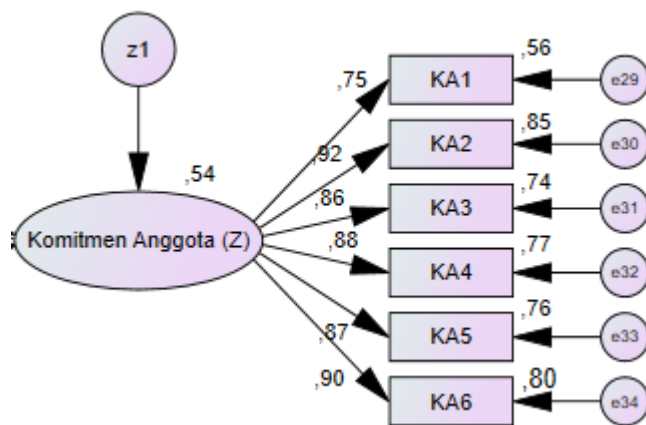 z1
,56
,75
KA1
e29
,85
,92
KA2
e30
,54
,74
,86
KA3
e31
Komitmen Anggota (Z)
,88
,77
KA4
e32
,76
,87
KA5
e33
,90
,80
KA6
e34